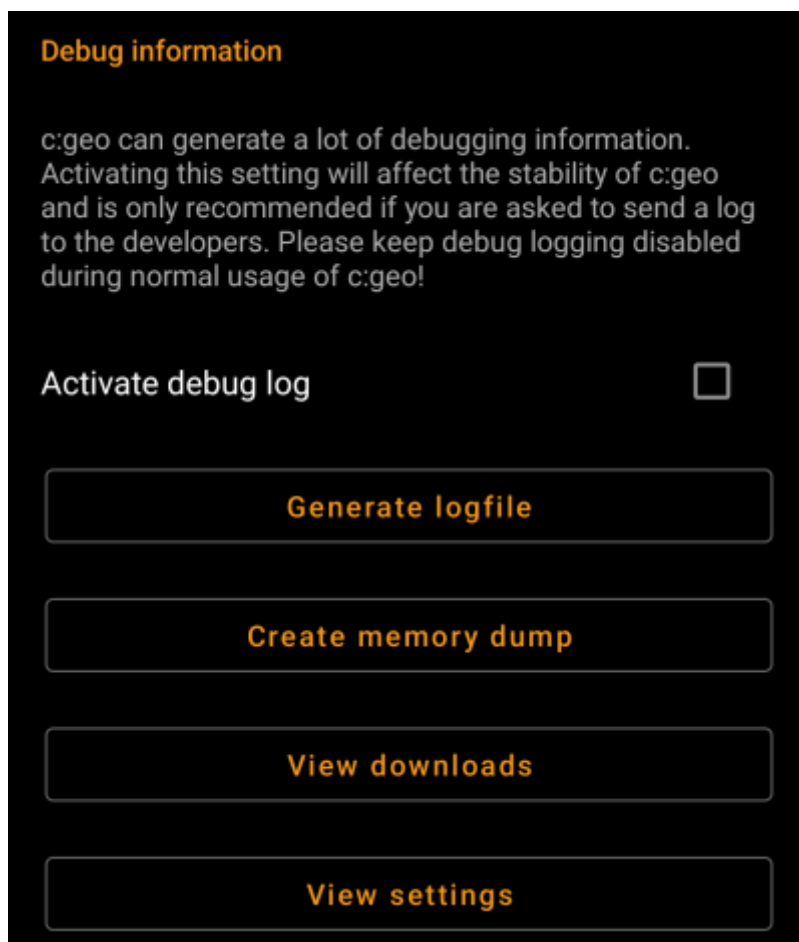 Debug information
c:geo can generate a lot of debugging information.
Activating this setting will affect the stability of c:geo
and is only recommended if you are asked to send a log
to the developers. Please keep debug logging disabled
during normal usage of c:geo!
Activate debug log
Generate logfile
Create memory dump
View downloads
View settings